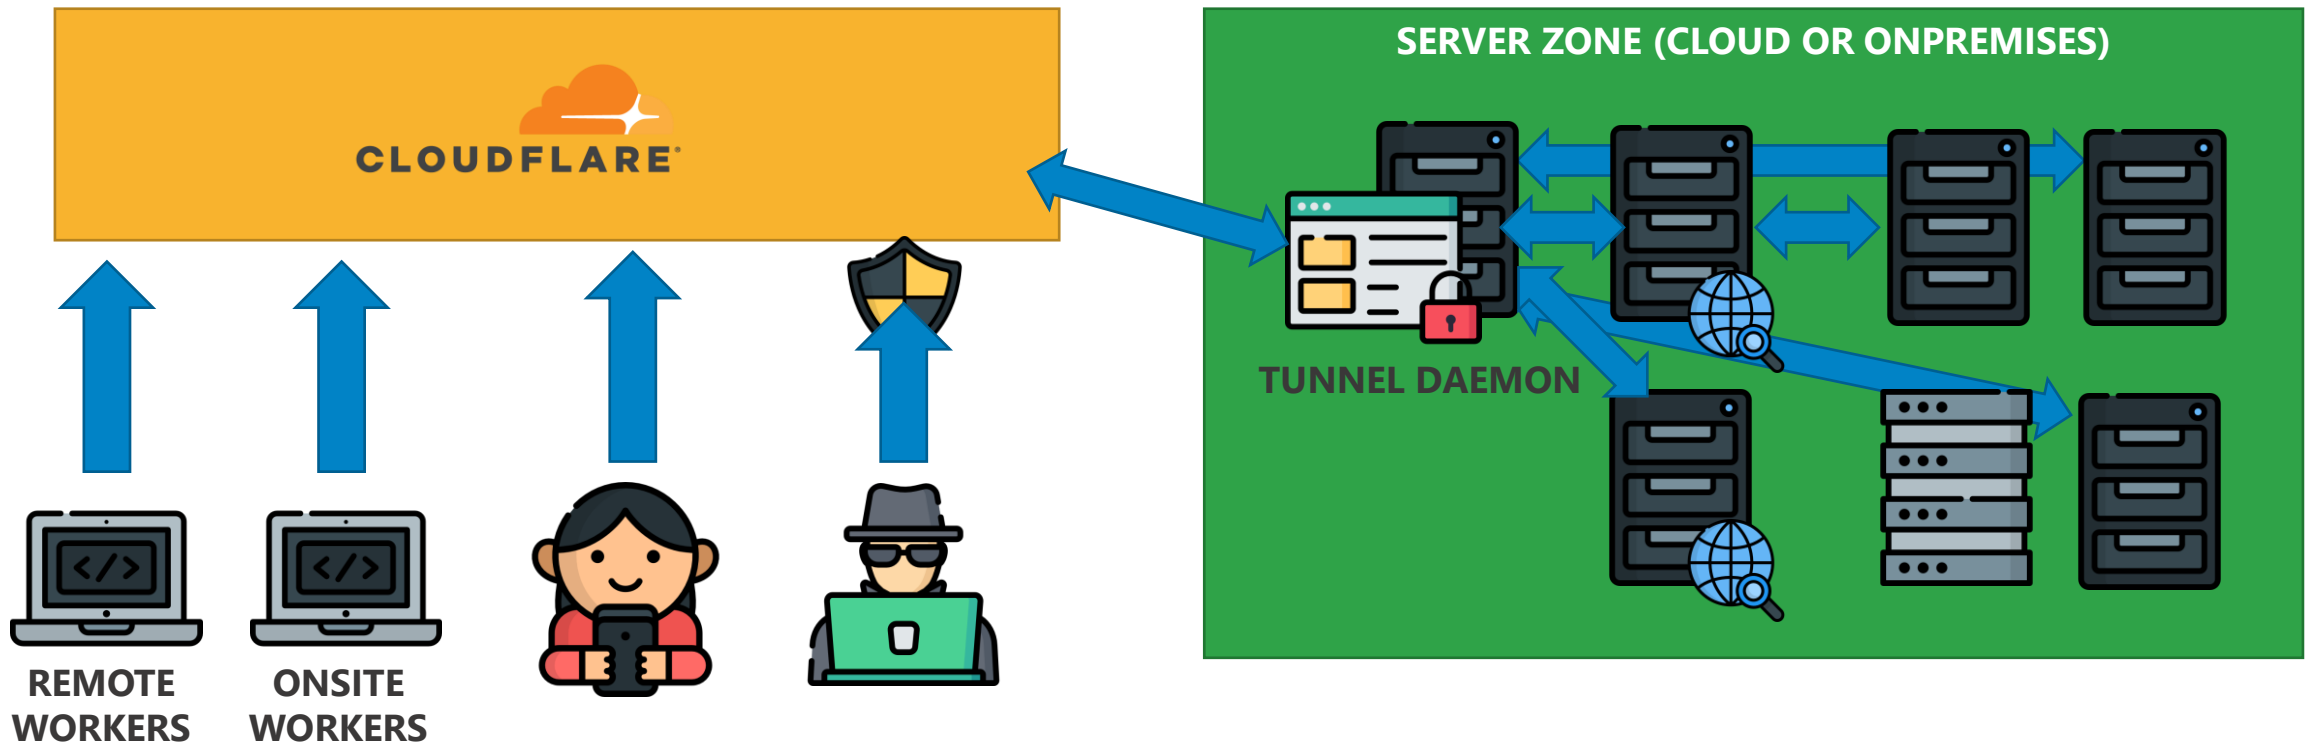 CLOUDFLARE®
SERVER ZONE (CLOUD OR ONPREMISES)
TUNNEL DAEMON
</>
</>
REMOTE
WORKERS
ONSITE
WORKERS